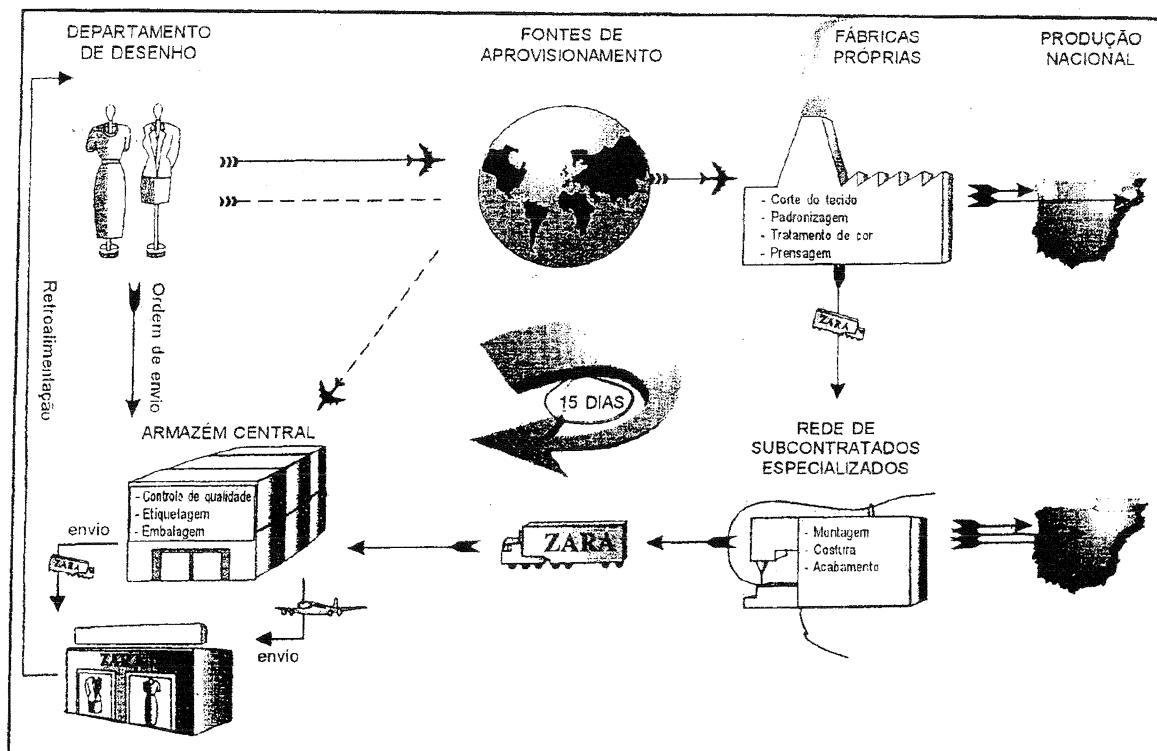 DEPARTAMENTO
DE DESENHO
FONTES DE
APROVISIONAMENTO
FÁBRICAS
PRÓPRIAS
PRODUÇÃO
NACIONAL
- Corte do tecido
- Padronizagem
- Tratamento de cor
- Prensagem
Retroalimentação
Ordem de envio
ZARA
15 DIAS
ARMAZÉM CENTRAL
- Controlo de qualidade
- Etiquetagem
- Embalagem
REDE DE
SUBCONTRATADOS
ESPECIALIZADOS
- Montagem
- Costura
- Acabamento
ZARA
envio
ZARA
envio
ZARA